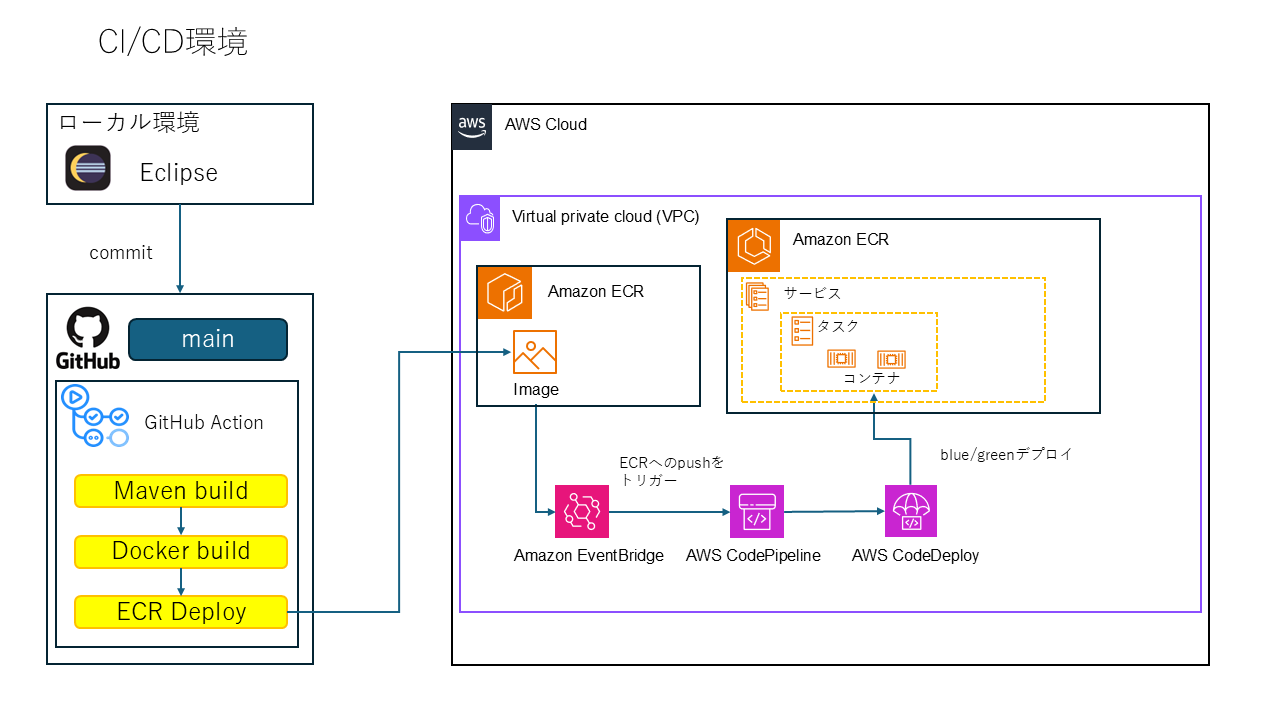 CI/CD環境
ローカル環境
Eclipse
commit
GitHub
main
GitHub Action
Maven build
Docker build
ECR Deploy
aws
AWS Cloud
Virtual private cloud (VPC)
Amazon ECR
Image
Amazon ECR
サービス
タスク
コンテナ
blue/greenデプロイ
ECRへのpushを
トリガー
Amazon EventBridge
AWS CodePipeline
AWS CodeDeploy